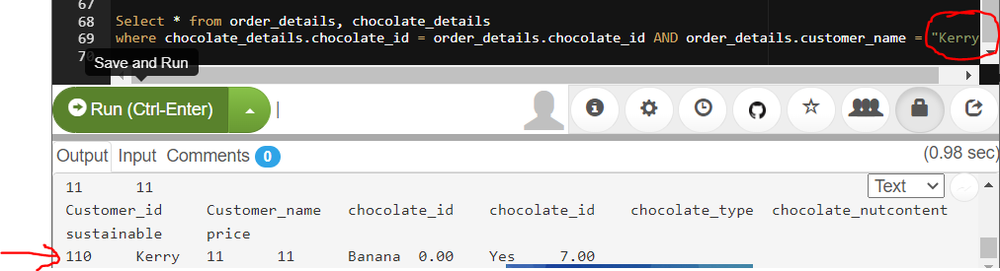 67
68 Select * from order_details, chocolate_details
69 where chocolate_details.chocolate_id = order_details.chocolate_id AND order_details.customer_name = "Kerry
70
Save and Run
Run (Ctrl-Enter)
Output Input Comments 0 (0.98 sec)
Text
11 11
Customer_id Customer_name chocolate_id chocolate_id chocolate_type chocolate_nutcontent
sustainable price
110 Kerry 11 11 Banana 0.00 Yes 7.00